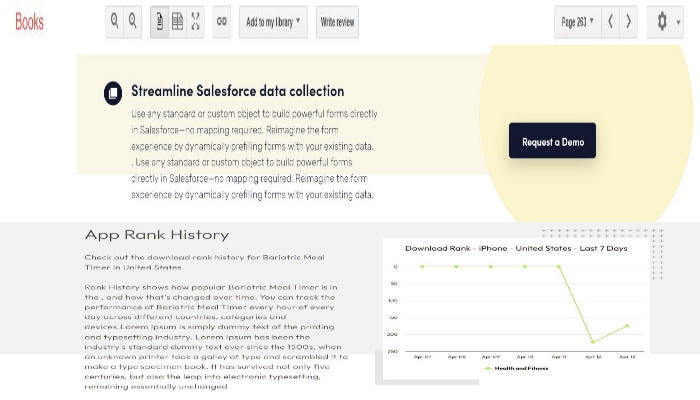 Books
Add to my library
Write review
Page 263
Streamline Salesforce data collection
Use any standard or custom object to build powerful forms directly
in Salesforce—no mapping required. Reimagine the form
experience by dynamically prefilling forms with your existing data.
. Use any standard or custom object to build powerful forms
directly in Salesforce—no mapping required. Reimagine the form
experience by dynamically prefilling forms with your existing data.
Request a Demo
App Rank History
Check out the download rank history for Bariatric Meal
Timer in United States.
Rank History shows how popular Bariatric Meal Timer is in
the , and how that's changed over time. You can track the
performance of Bariatric Meal Timer every hour of every
day across different countries, categories and
devices.Lorem Ipsum is simply dummy text of the printing
and typesetting industry. Lorem Ipsum has been the
industry's standard dummy text ever since the 1500s, when
an unknown printer took a galley of type and scrambled it to
make a type specimen book. It has survived not only five
centuries, but also the leap into electronic typesetting,
remaining essentially unchanged
Download Rank - iPhone - United States - Last 7 Days
0
50
100
150
200
250
Apr 07
Apr 08
Apr 09
Apr 10
Apr 11
Apr 12
Apr 13
Health and Fitness